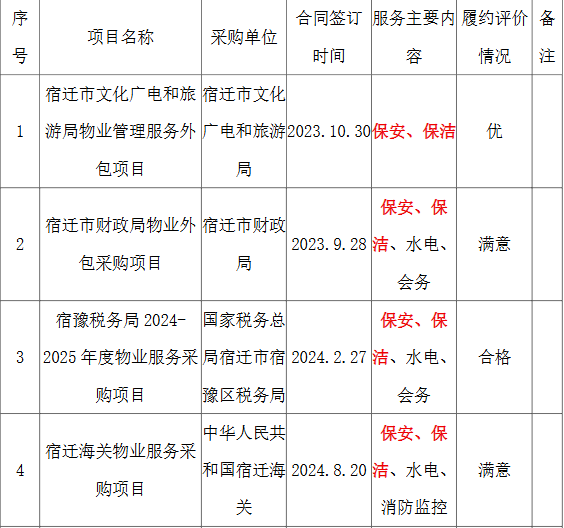 序号
项目名称
采购单位
合同签订时间
服务主要内容
履约评价情况
备注
1
宿迁市文化广电和旅
游局物业管理服务外
包项目
宿迁市文化
广电和旅游
局
2023.10.30
保安、保洁
优
2
宿迁市财政局物业外
包采购项目
宿迁市财政
局
2023.9.28
保安、保
洁、水电、
会务
满意
3
宿豫税务局2024-
2025年度物业服务采
购项目
国家税务总
局宿迁市宿
豫区税务局
2024.2.27
保安、保
洁、水电、
会务
合格
4
宿迁海关物业服务采
购项目
中华人民共
和国宿迁海
关
2024.8.20
保安、保
洁、水电、
消防监控
满意